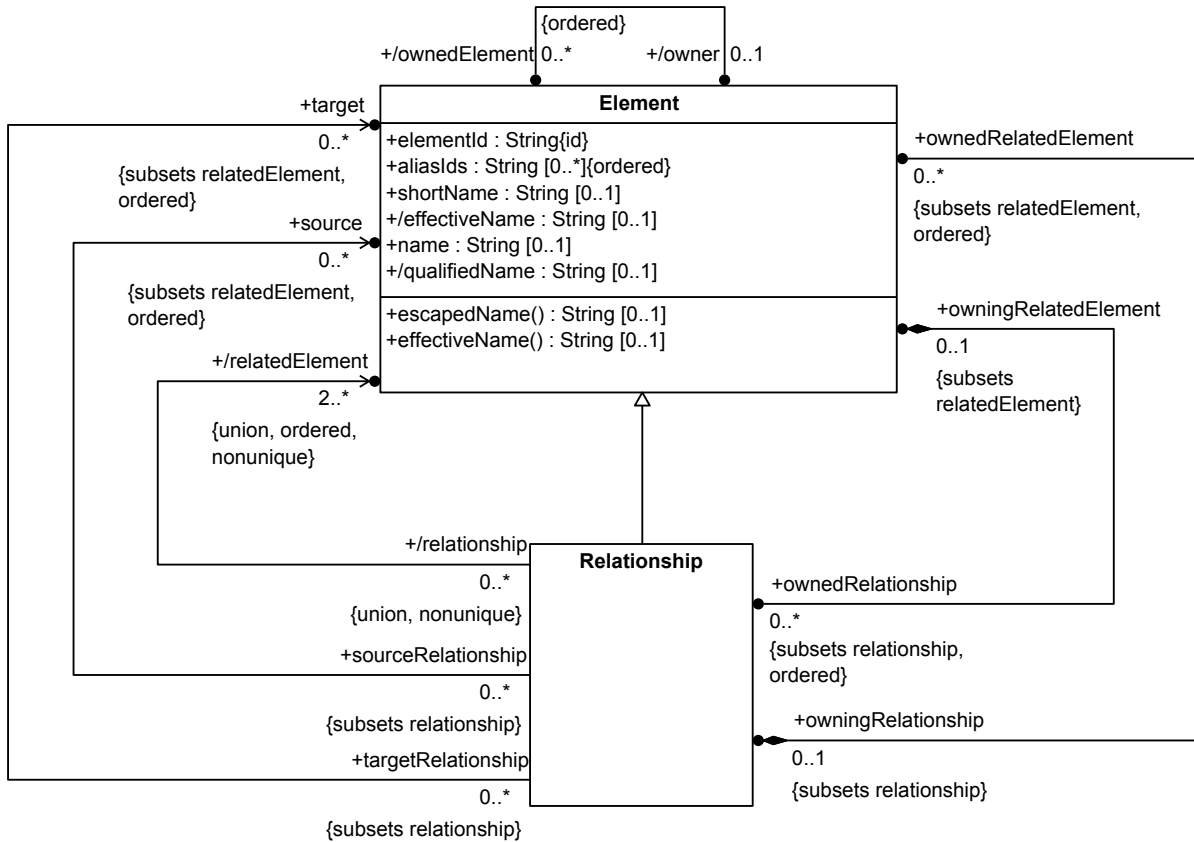 {ordered}
+/ownedElement 0..*
+/owner 0..1
Element
+elementId : String{id}
+aliasIds : String [0..*]{ordered}
+shortName : String [0..1]
+/effectiveName : String [0..1]
+name : String [0..1]
+/qualifiedName : String [0..1]
+escapedName() : String [0..1]
+effectiveName() : String [0..1]
+target
0..*
{subsets relatedElement,
ordered}
+source
0..*
{subsets relatedElement,
ordered}
+/relatedElement
2..*
{union, ordered,
nonunique}
+ownedRelatedElement
0..*
{subsets relatedElement,
ordered}
+owningRelatedElement
0..1
{subsets
relatedElement}
Relationship
+/relationship
0..*
{union, nonunique}
+sourceRelationship
0..*
{subsets relationship}
+targetRelationship
0..*
{subsets relationship}
+ownedRelationship
0..*
{subsets relationship,
ordered}
+owningRelationship
0..1
{subsets relationship}